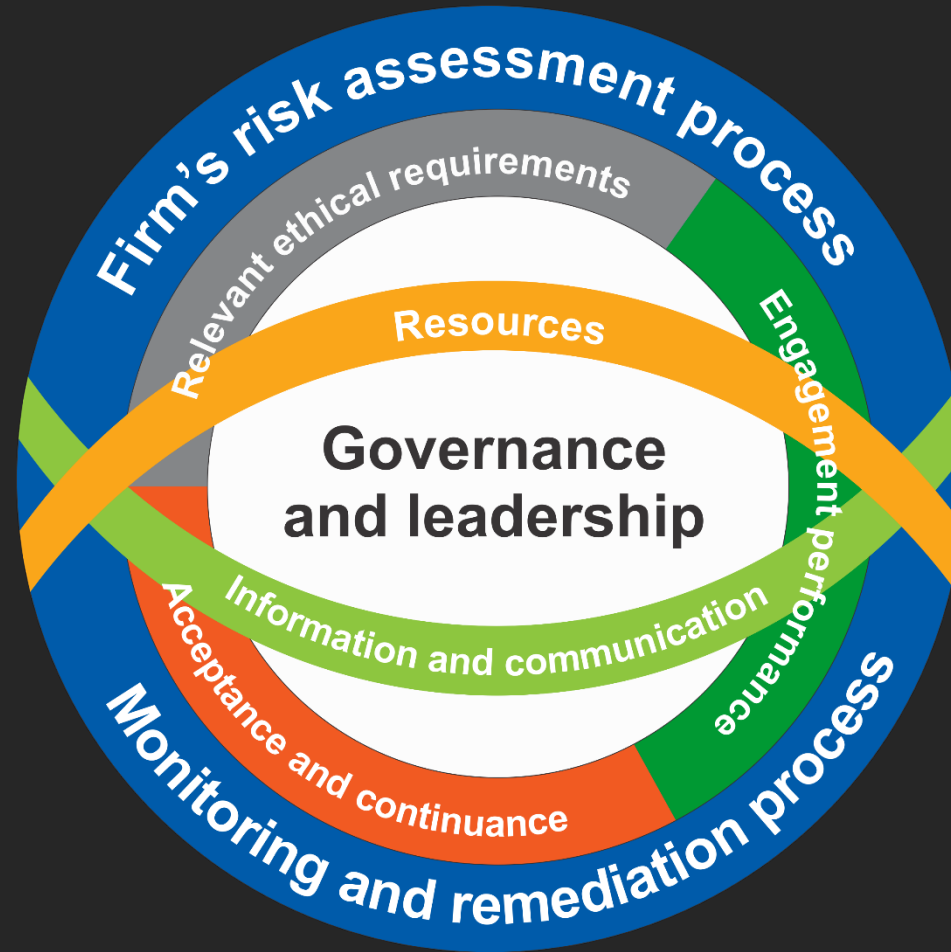 Firm’s risk assessment process
Relevant ethical requirements
Resources
Engagement performance
Governance
and leadership
Information and communication
Acceptance and continuance
Monitoring and remediation process